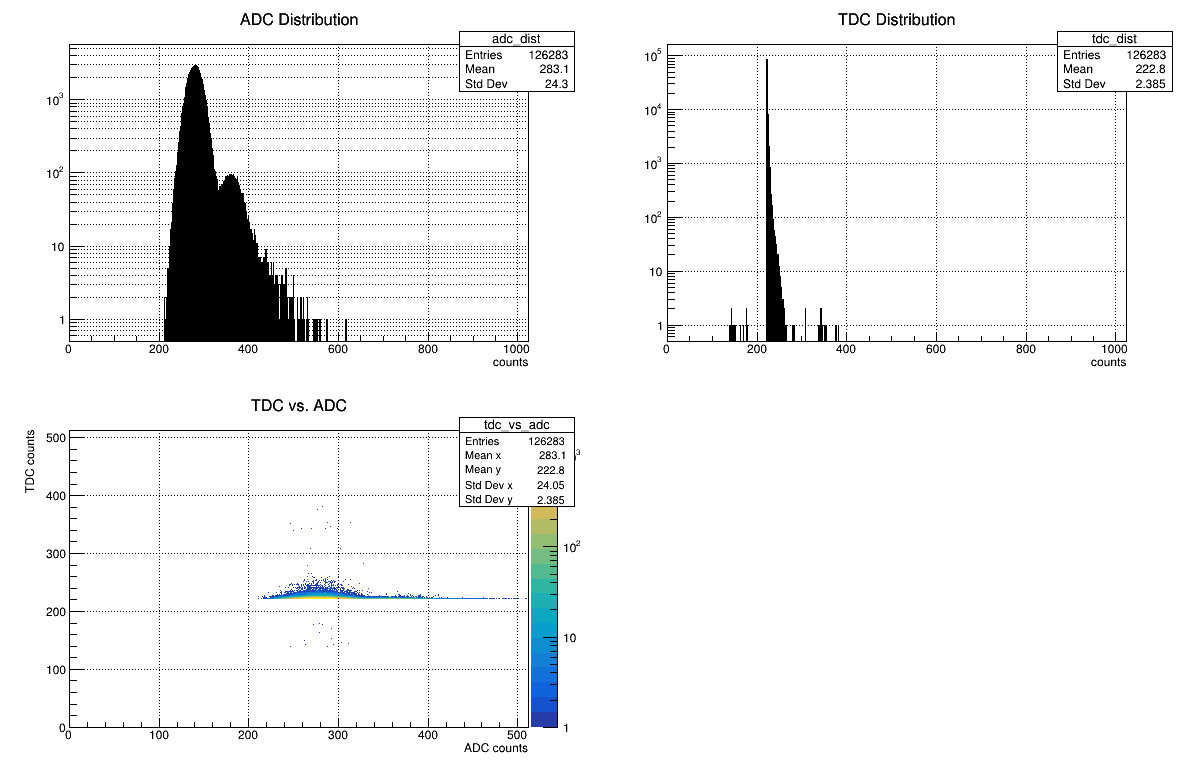 ADC Distribution
adc_dist
Entries 126283
Mean 283.1
Std Dev 24.3
10³
10²
10
1
0 200 400 600 800 1000
counts
TDC Distribution
tdc_dist
Entries 126283
Mean 222.8
Std Dev 2.385
10⁵
10⁴
10³
10²
10
1
0 200 400 600 800 1000
counts
TDC vs. ADC
tdc_vs_adc
Entries 126283
Mean x 283.1
Mean y 222.8
Std Dev x 24.05
Std Dev y 2.385
TDC counts
500
400
300
200
100
0
0 100 200 300 400 500
ADC counts
10²
10
1